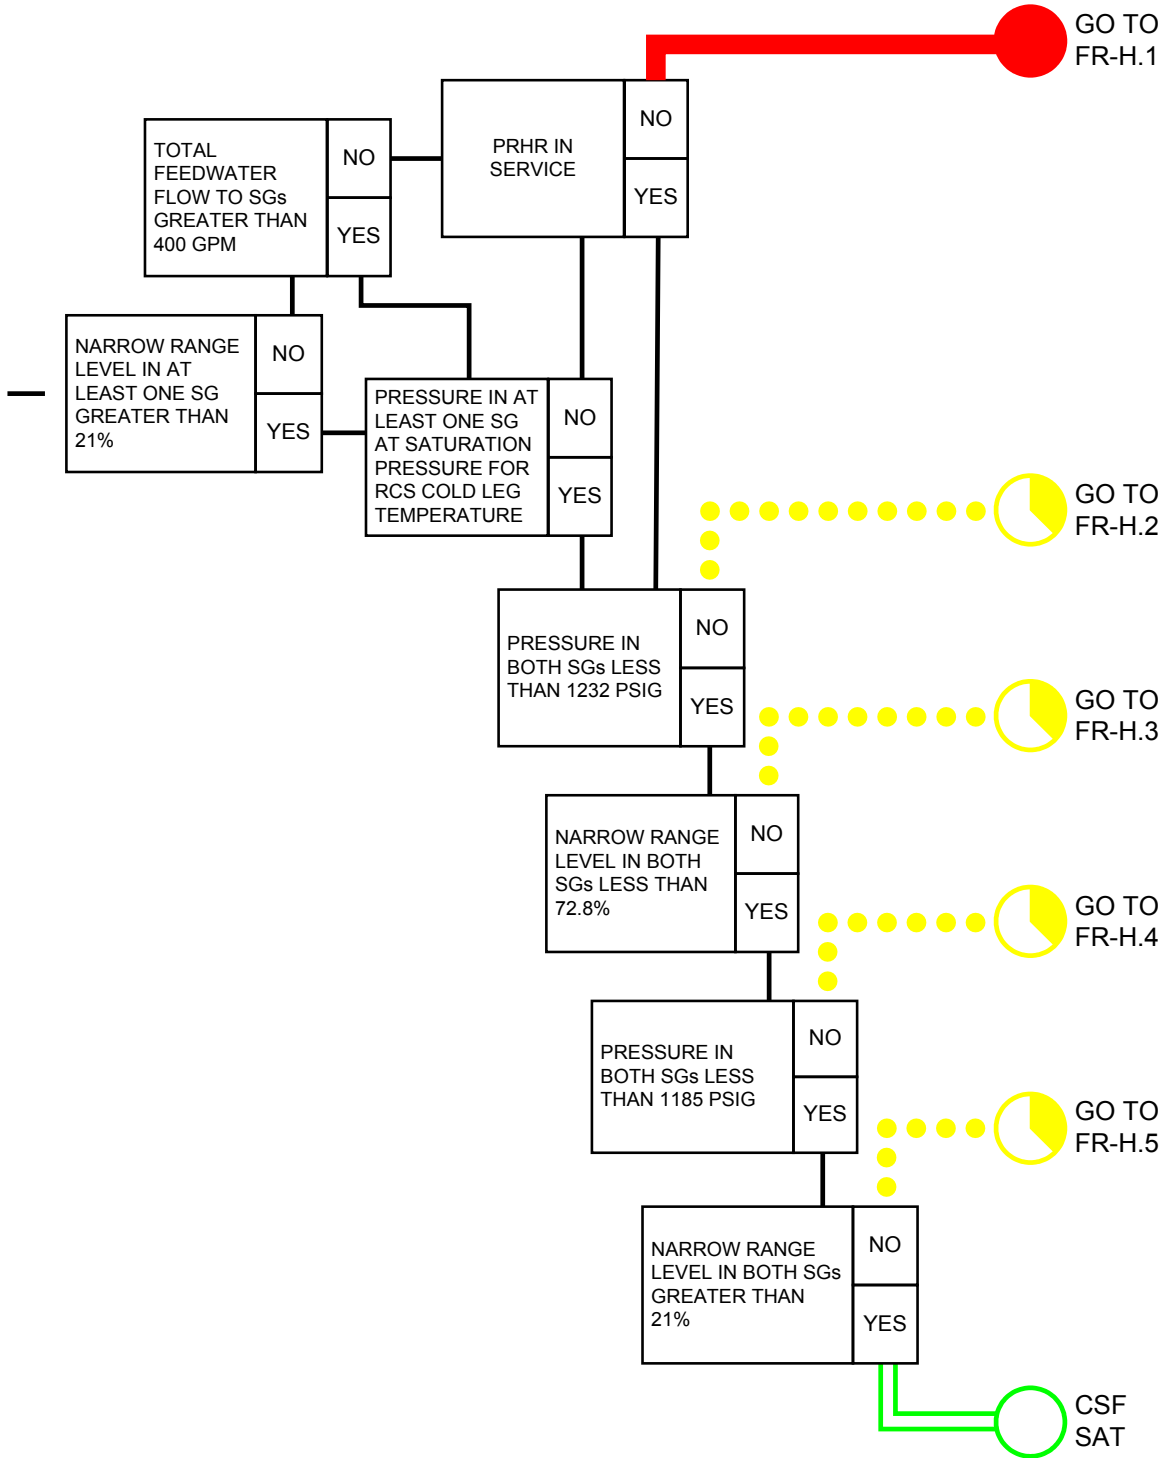 GO TO
FR-H.1
PRHR IN
SERVICE
NO
YES
TOTAL
FEEDWATER
FLOW TO SGs
GREATER THAN
400 GPM
NO
YES
NARROW RANGE
LEVEL IN AT
LEAST ONE SG
GREATER THAN
21%
NO
YES
PRESSURE IN AT
LEAST ONE SG
AT SATURATION
PRESSURE FOR
RCS COLD LEG
TEMPERATURE
NO
YES
GO TO
FR-H.2
PRESSURE IN
BOTH SGs LESS
THAN 1232 PSIG
NO
YES
GO TO
FR-H.3
NARROW RANGE
LEVEL IN BOTH
SGs LESS THAN
72.8%
NO
YES
GO TO
FR-H.4
PRESSURE IN
BOTH SGs LESS
THAN 1185 PSIG
NO
YES
GO TO
FR-H.5
NARROW RANGE
LEVEL IN BOTH SGs
GREATER THAN
21%
NO
YES
CSF
SAT